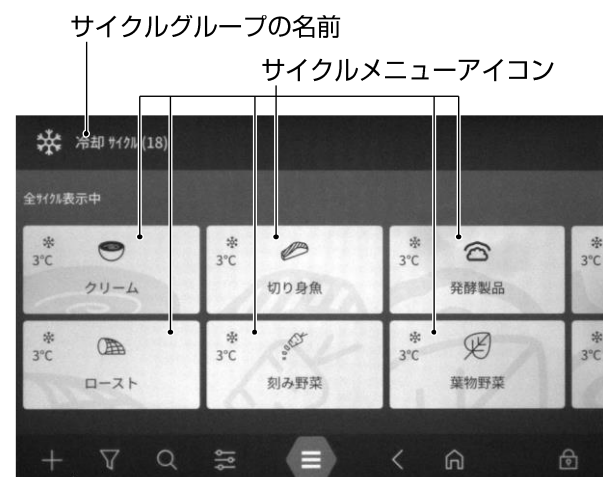 サイクルグループの名前
サイクルメニューアイコン
冷却 ｻｲｸﾙ(18)
全ｻｲｸﾙ表示中
3°C
クリーム
3°C
切り身魚
3°C
発酵製品
3°C
3°C
ロースト
3°C
刻み野菜
3°C
葉物野菜
3°C